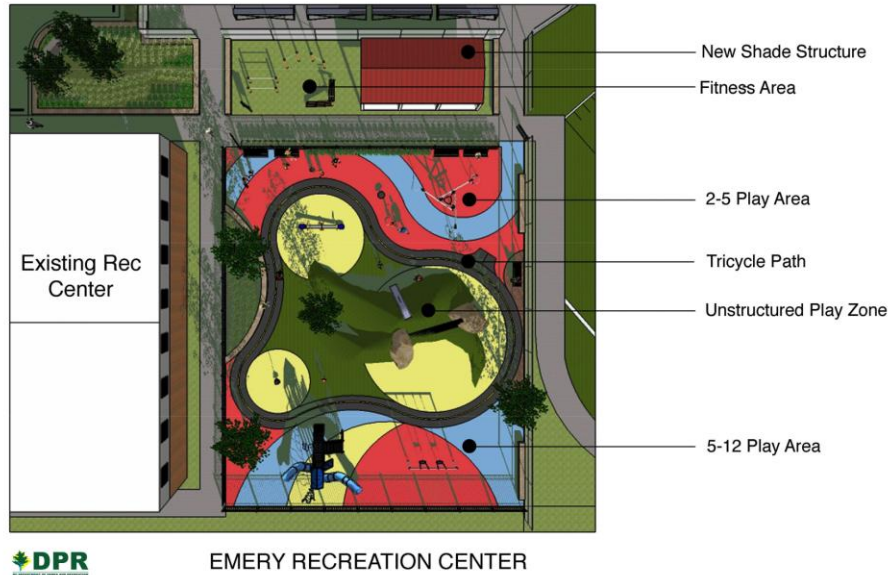 New Shade Structure
Fitness Area
2-5 Play Area
Tricycle Path
Existing Rec
Center
Unstructured Play Zone
5-12 Play Area
DPR
EMERY RECREATION CENTER